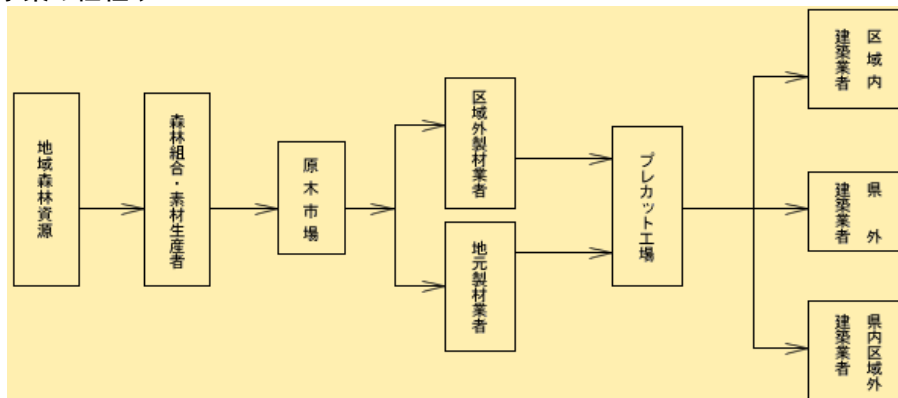 地域森林資源
森林組合・素材生産者
原木市場
区域外製材業者
地元製材業者
プレカット工場
区域内
建築業者
県外
建築業者
県内区域外
建築業者